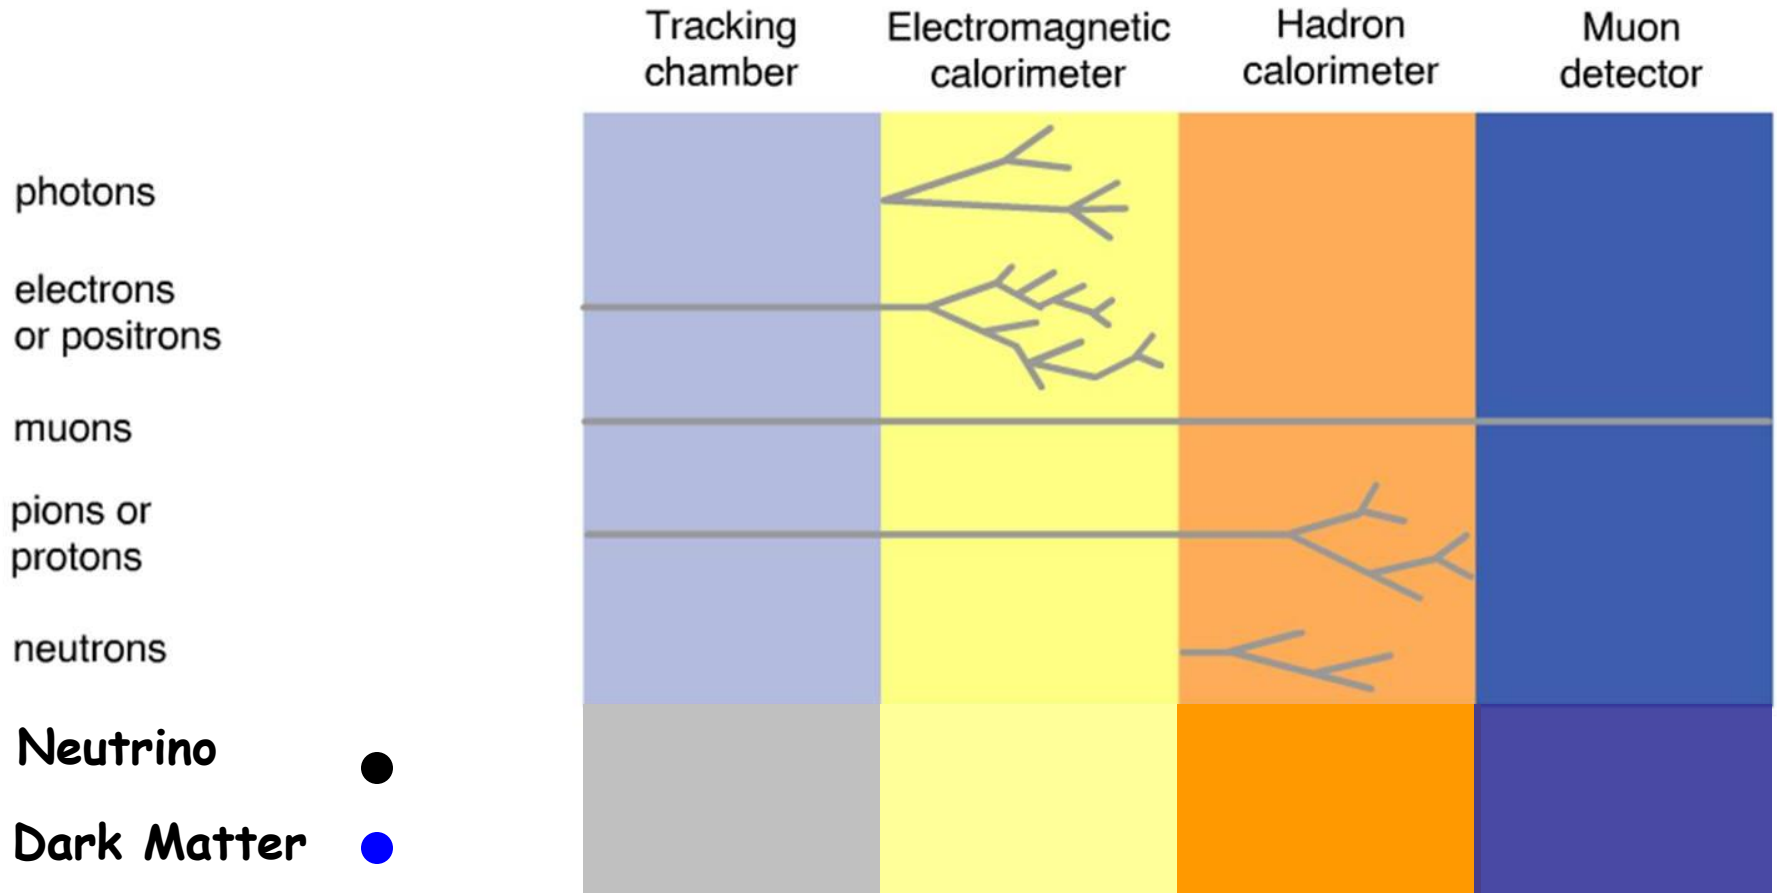 Tracking
chamber
Electromagnetic
calorimeter
Hadron
calorimeter
Muon
detector
photons
electrons
or positrons
muons
pions or
protons
neutrons
Neutrino
Dark Matter